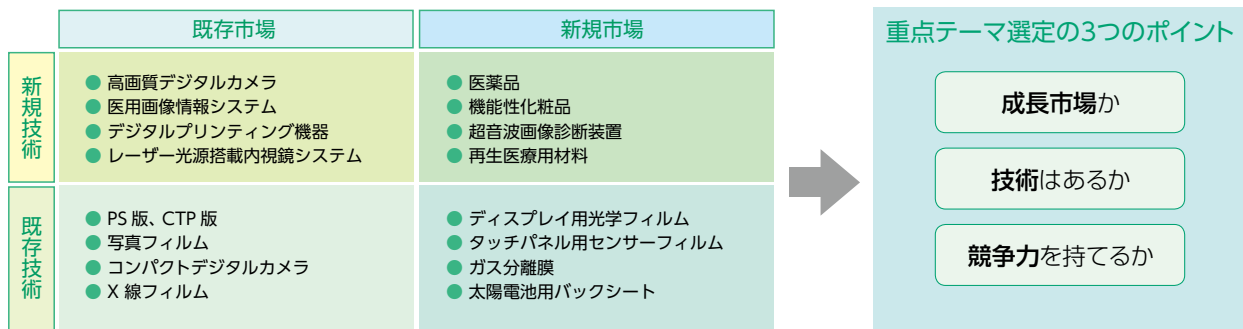 既存市場
新規市場
新規技術
● 高画質デジタルカメラ
● 医用画像情報システム
● デジタルプリンティング機器
● レーザー光源搭載内視鏡システム
● 医薬品
● 機能性化粧品
● 超音波画像診断装置
● 再生医療用材料
既存技術
● PS 版、CTP 版
● 写真フィルム
● コンパクトデジタルカメラ
● X 線フィルム
● ディスプレイ用光学フィルム
● タッチパネル用センサーフィルム
● ガス分離膜
● 太陽電池用バックシート
重点テーマ選定の3つのポイント
成長市場か
技術はあるか
競争力を持てるか